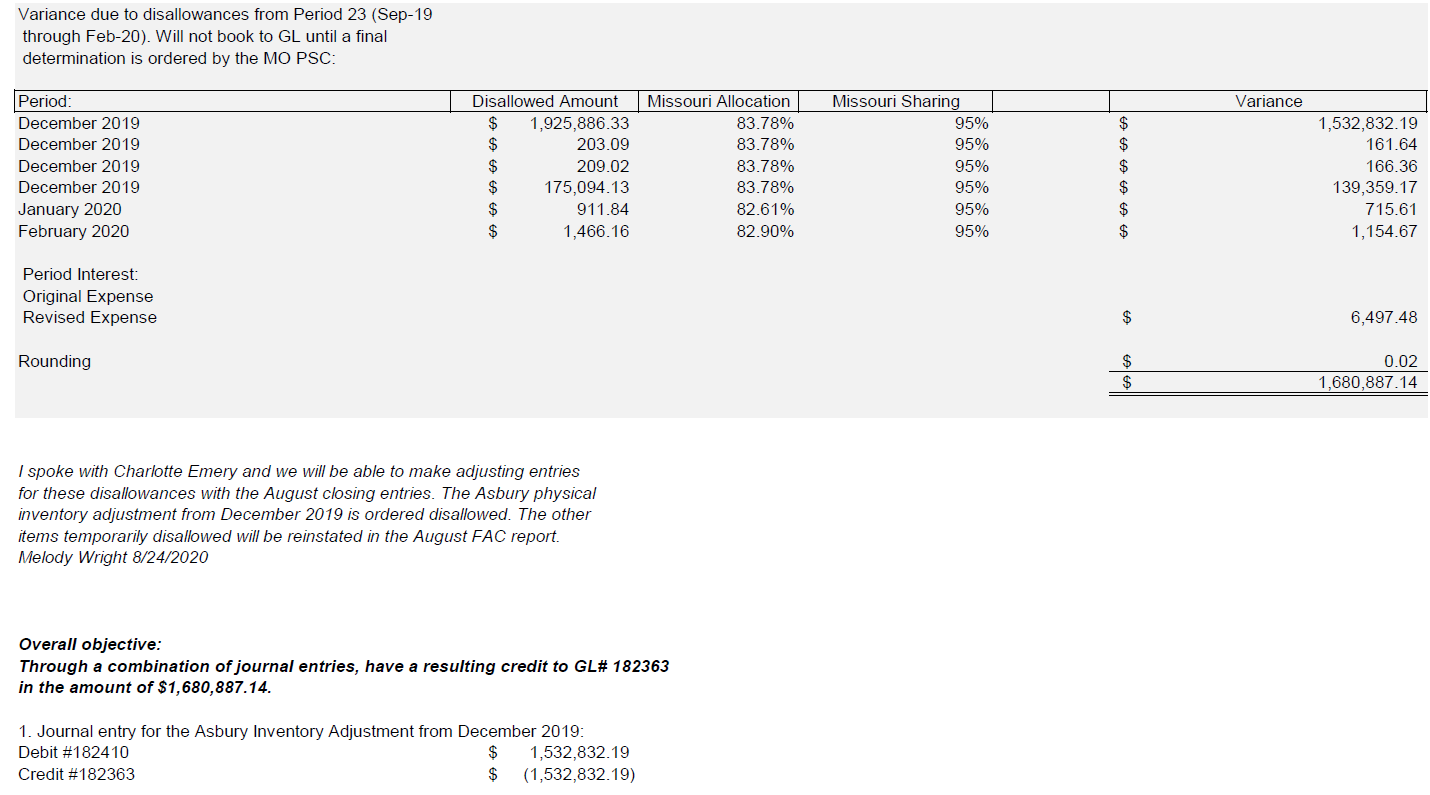 Variance due to disallowances from Period 23 (Sep-19
through Feb-20). Will not book to GL until a final
determination is ordered by the MO PSC:
Period: Disallowed Amount Missouri Allocation Missouri Sharing Variance
December 2019 $ 1,925,886.33 83.78% 95% $ 1,532,832.19
December 2019 $ 203.09 83.78% 95% $ 161.64
December 2019 $ 209.02 83.78% 95% $ 166.36
December 2019 $ 175,094.13 83.78% 95% $ 139,359.17
January 2020 $ 911.84 82.61% 95% $ 715.61
February 2020 $ 1,466.16 82.90% 95% $ 1,154.67
Period Interest:
Original Expense
Revised Expense $ 6,497.48
Rounding $ 0.02
$ 1,680,887.14
I spoke with Charlotte Emery and we will be able to make adjusting entries
for these disallowances with the August closing entries. The Asbury physical
inventory adjustment from December 2019 is ordered disallowed. The other
items temporarily disallowed will be reinstated in the August FAC report.
Melody Wright 8/24/2020
Overall objective:
Through a combination of journal entries, have a resulting credit to GL# 182363
in the amount of $1,680,887.14.
1. Journal entry for the Asbury Inventory Adjustment from December 2019:
Debit #182410 $ 1,532,832.19
Credit #182363 $ (1,532,832.19)